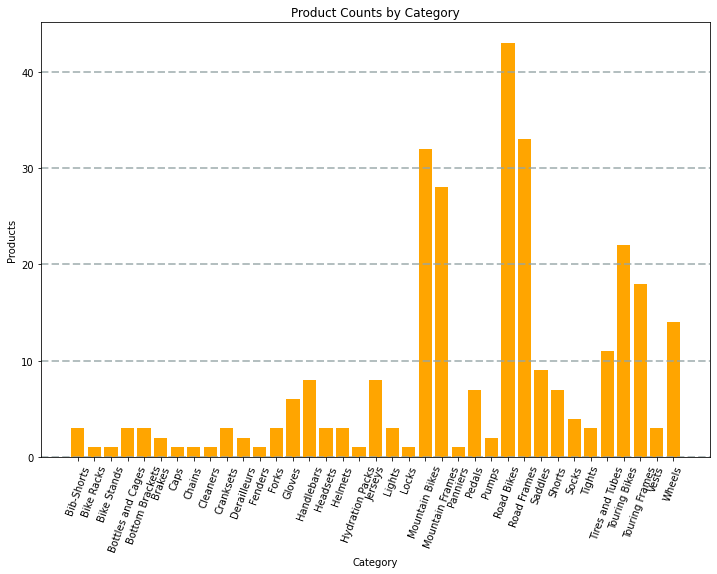 Product Counts by Category
Products
40
30
20
10
0
Bib-Shorts
Bike Racks
Bike Stands
Bottles and Cages
Bottom Brackets
Brakes
Caps
Chains
Cleaners
Cranksets
Derailleurs
Fenders
Forks
Gloves
Handlebars
Headsets
Helmets
Hydration Packs
Jerseys
Lights
Locks
Mountain Bikes
Mountain Frames
Panniers
Pedals
Pumps
Road Bikes
Road Frames
Saddles
Shorts
Socks
Tights
Tires and Tubes
Touring Bikes
Touring Frames
Vests
Wheels
Category